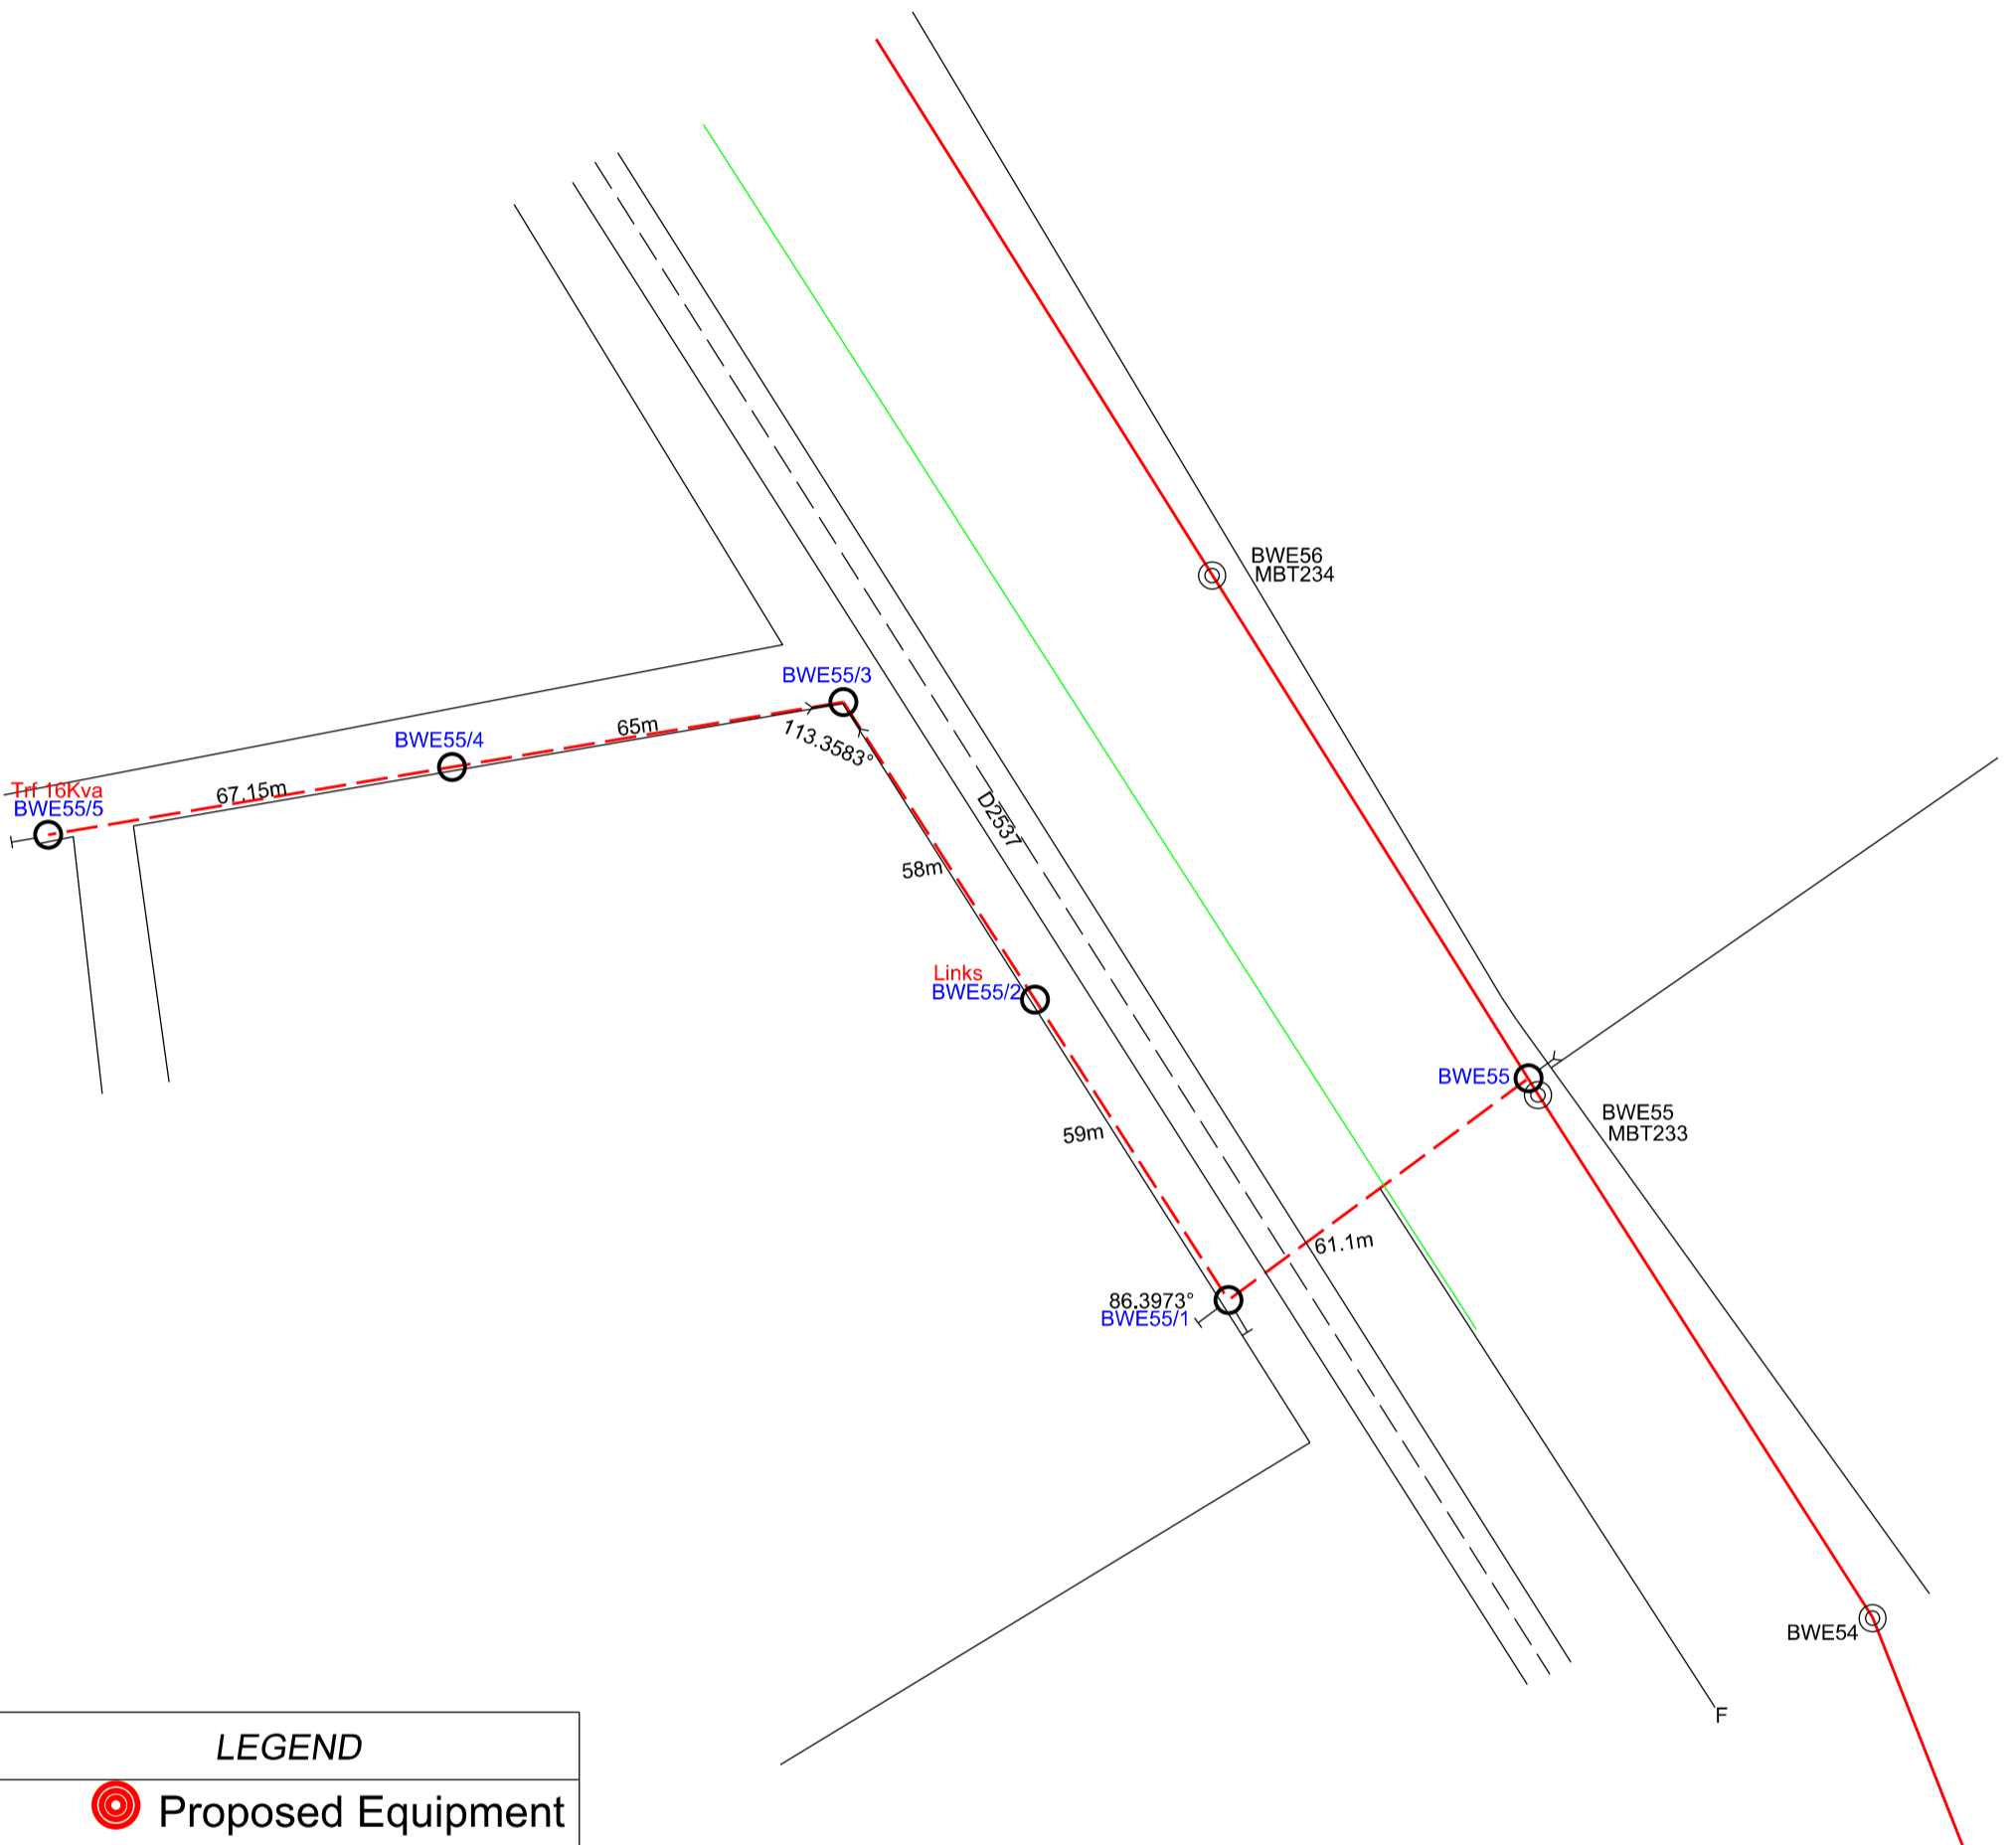 BWE56
MBT234
BWE55/3
65m
113.3583°
BWE55/4
67.15m
Trf 16Kva
BWE55/5
D2537
58m
Links
BWE55/2
BWE55
BWE55
MBT233
59m
61.1m
86.3973°
BWE55/1
BWE54
F
LEGEND
Proposed Equipment